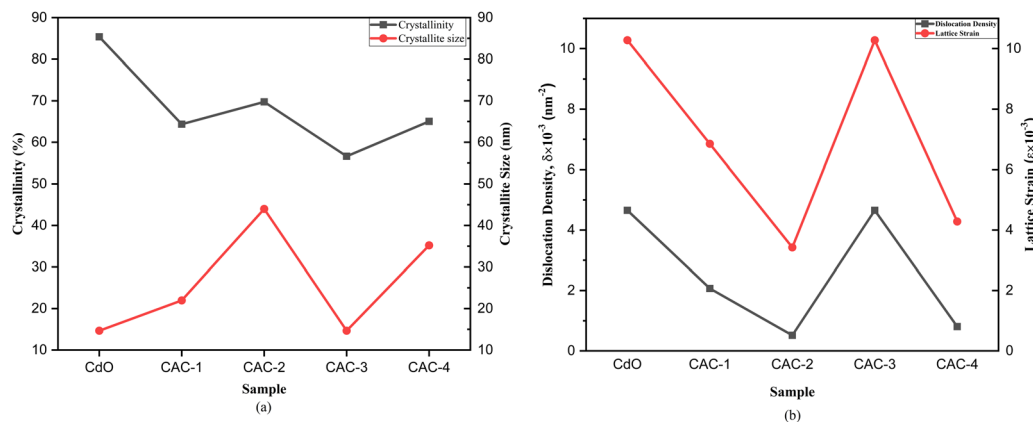 Crystallinity
Crystallite size
90
80
70
60
50
40
30
20
10
Crystallinity (%)
90
80
70
60
50
40
30
20
10
Crystallite Size (nm)
CdO CAC-1 CAC-2 CAC-3 CAC-4
Sample
(a)
Dislocation Density
Lattice Strain
10
8
6
4
2
0
Dislocation Density, δ×10⁻³ (nm⁻²)
10
8
6
4
2
0
Lattice Strain (ε×10⁻³)
CdO CAC-1 CAC-2 CAC-3 CAC-4
Sample
(b)